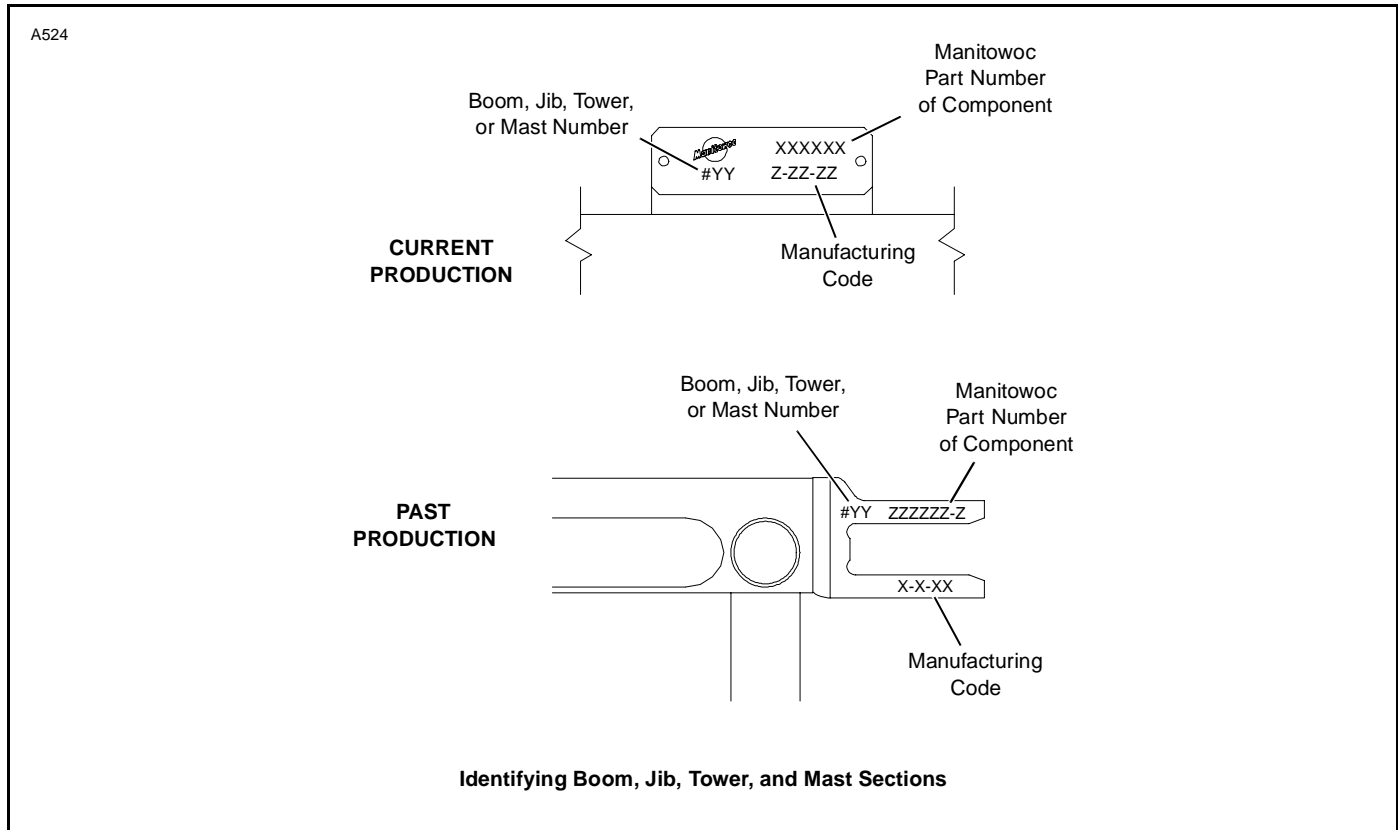 A524
Manitowoc
Part Number
of Component
Boom, Jib, Tower,
or Mast Number
Manitowoc
XXXXXX
#YY
Z-ZZ-ZZ
CURRENT
PRODUCTION
Manufacturing
Code
Boom, Jib, Tower,
or Mast Number
Manitowoc
Part Number
of Component
PAST
PRODUCTION
#YY
ZZZZZZ-Z
X-X-XX
Manufacturing
Code
Identifying Boom, Jib, Tower, and Mast Sections